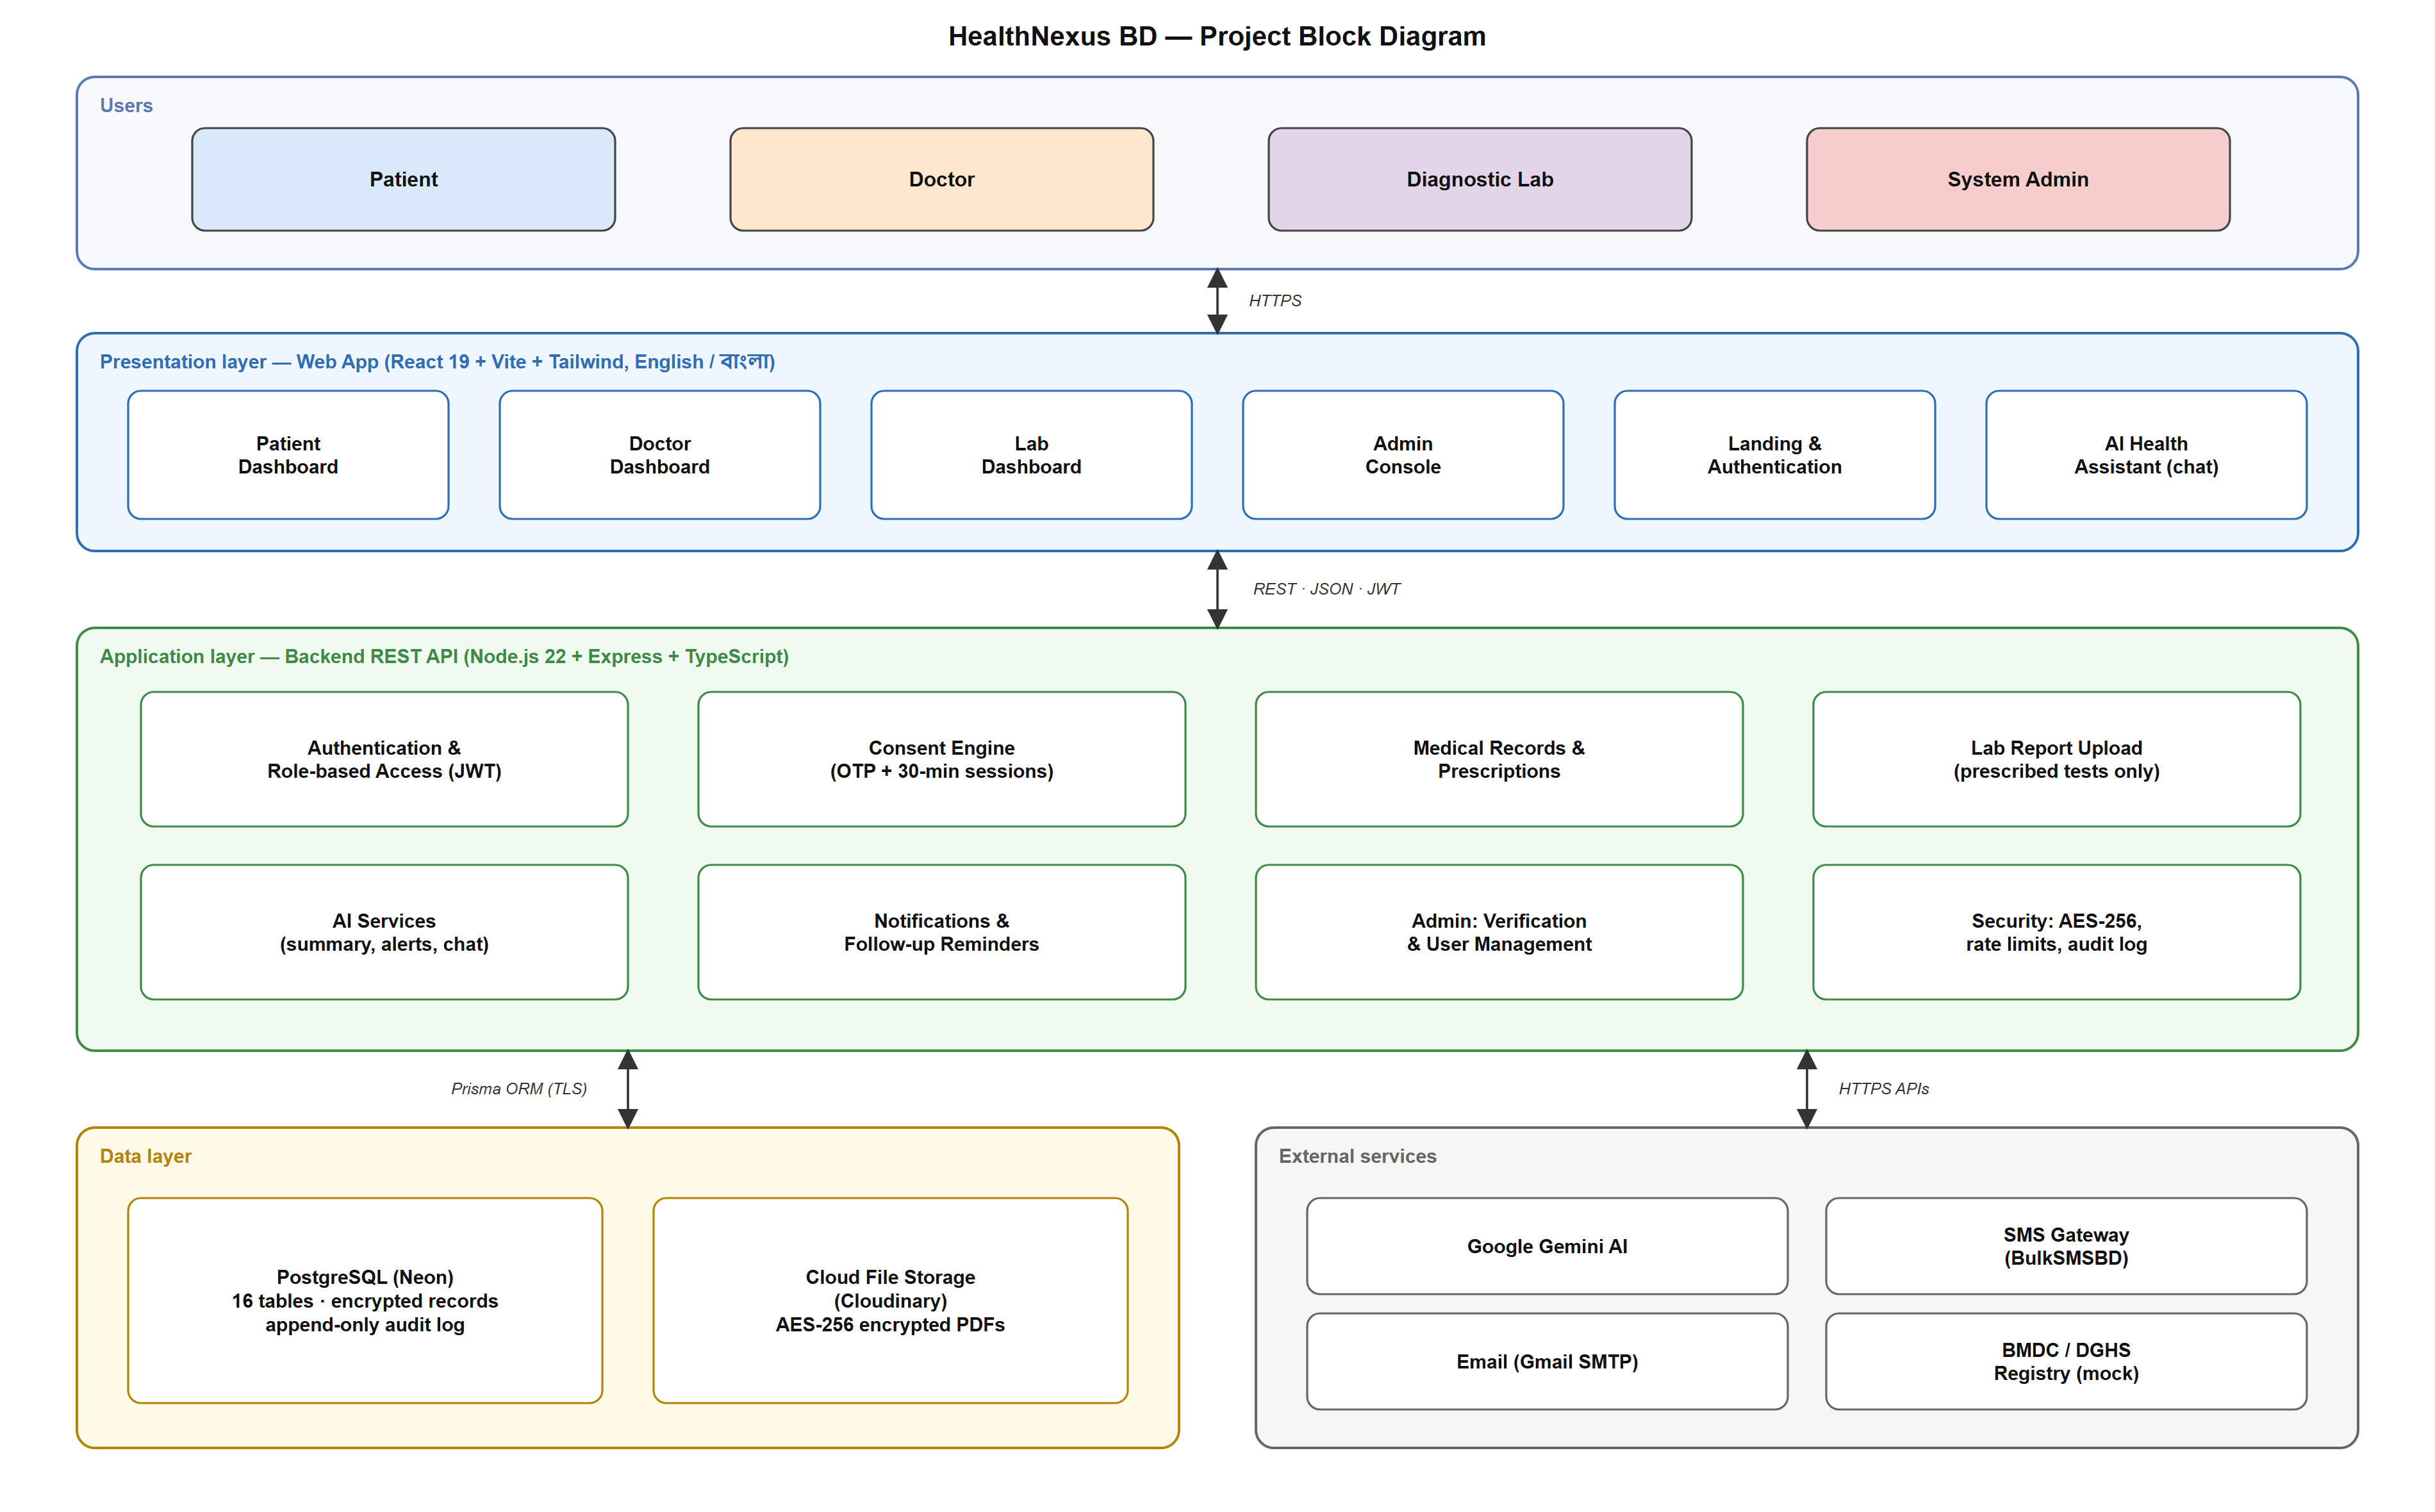 HealthNexus BD — Project Block Diagram
Users
Patient
Doctor
Diagnostic Lab
System Admin
HTTPS
Presentation layer — Web App (React 19 + Vite + Tailwind, English / বাংলা)
Patient
Dashboard
Doctor
Dashboard
Lab
Dashboard
Admin
Console
Landing &
Authentication
AI Health
Assistant (chat)
REST · JSON · JWT
Application layer — Backend REST API (Node.js 22 + Express + TypeScript)
Authentication &
Role-based Access (JWT)
Consent Engine
(OTP + 30-min sessions)
Medical Records &
Prescriptions
Lab Report Upload
(prescribed tests only)
AI Services
(summary, alerts, chat)
Notifications &
Follow-up Reminders
Admin: Verification
& User Management
Security: AES-256,
rate limits, audit log
Prisma ORM (TLS)
HTTPS APIs
Data layer
PostgreSQL (Neon)
16 tables · encrypted records
append-only audit log
Cloud File Storage
(Cloudinary)
AES-256 encrypted PDFs
External services
Google Gemini AI
SMS Gateway
(BulkSMSBD)
Email (Gmail SMTP)
BMDC / DGHS
Registry (mock)